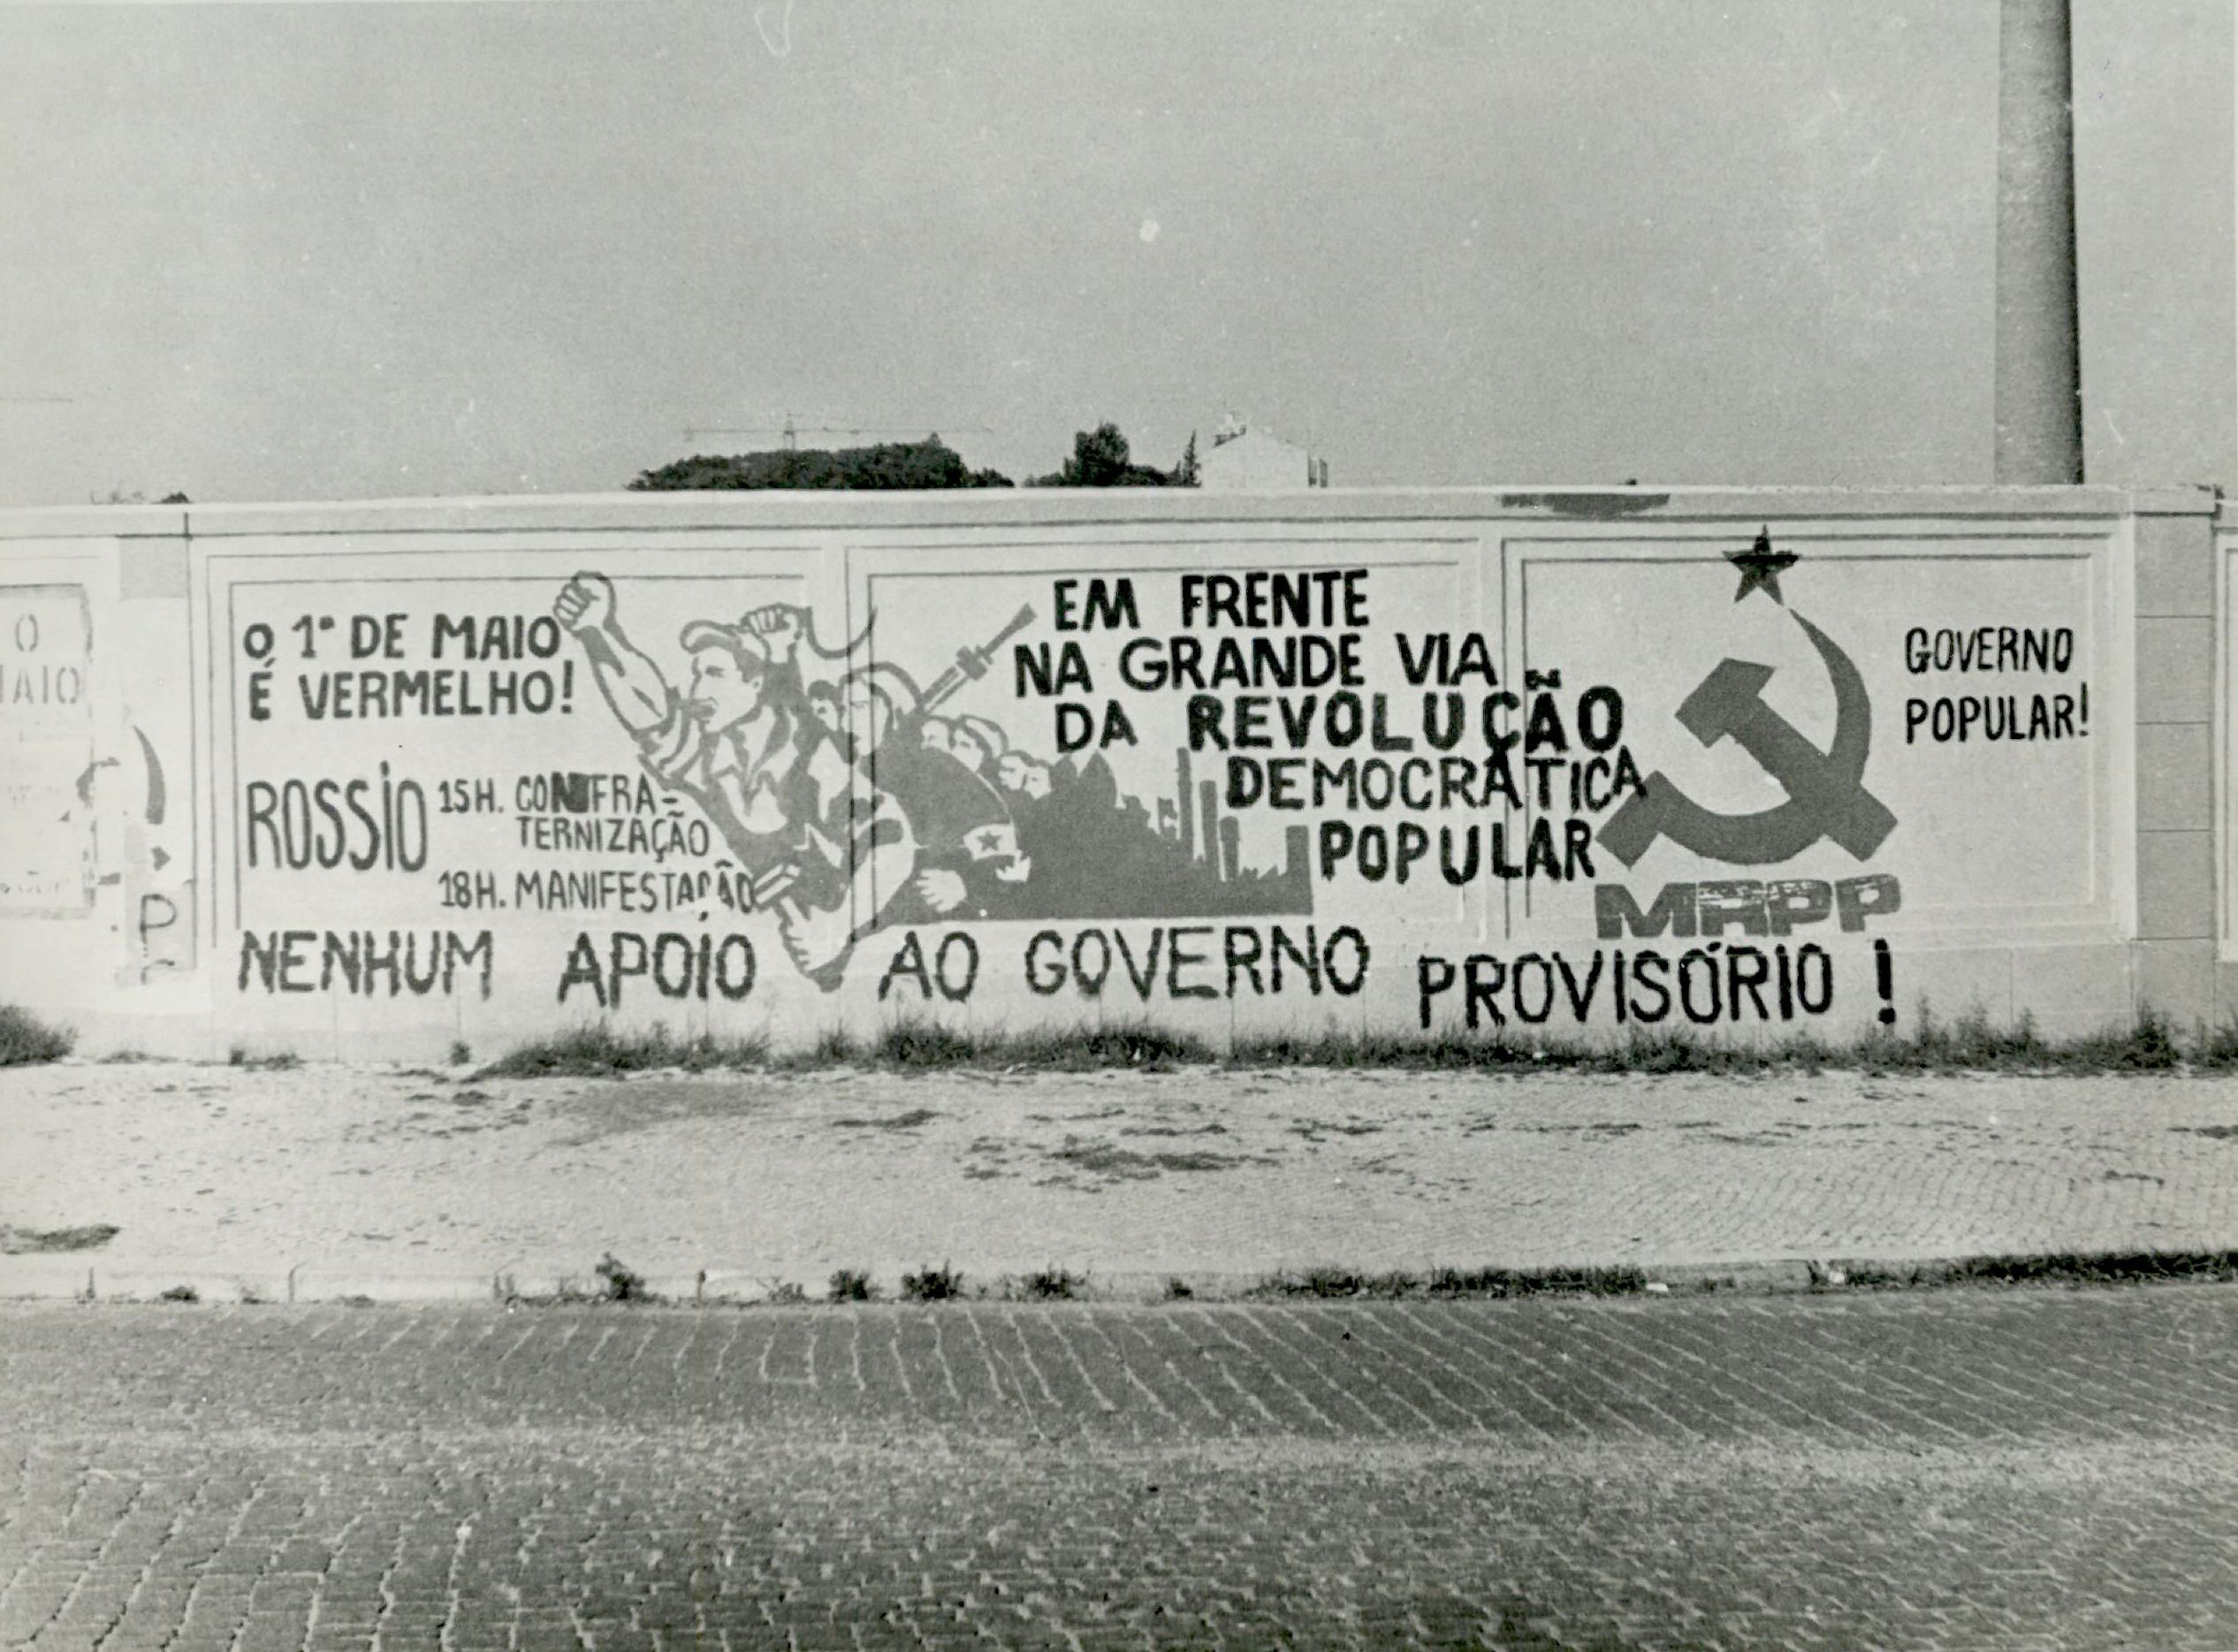 O
MAIO
P
O 1º DE MAIO
É VERMELHO!
ROSSIO
15H. CONFRA-
TERNIZAÇÃO
18H. MANIFESTAÇÃO
EM FRENTE
NA GRANDE VIA
DA REVOLUÇÃO
DEMOCRÁTICA
POPULAR
GOVERNO
POPULAR!
MRPP
NENHUM APOIO AO GOVERNO PROVISÓRIO!